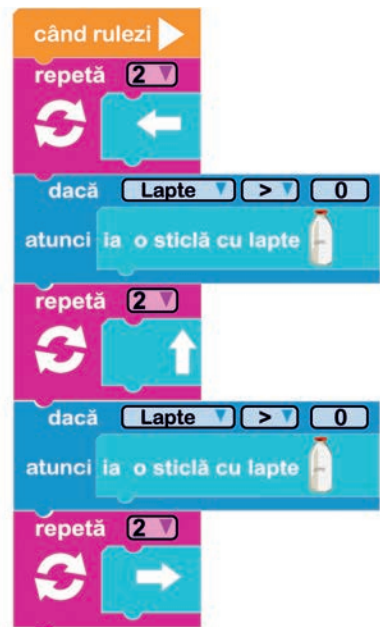 când rulezi
repetă 2
dacă Lapte > 0
atunci ia o sticlă cu lapte
repetă 2
dacă Lapte > 0
atunci ia o sticlă cu lapte
repetă 2